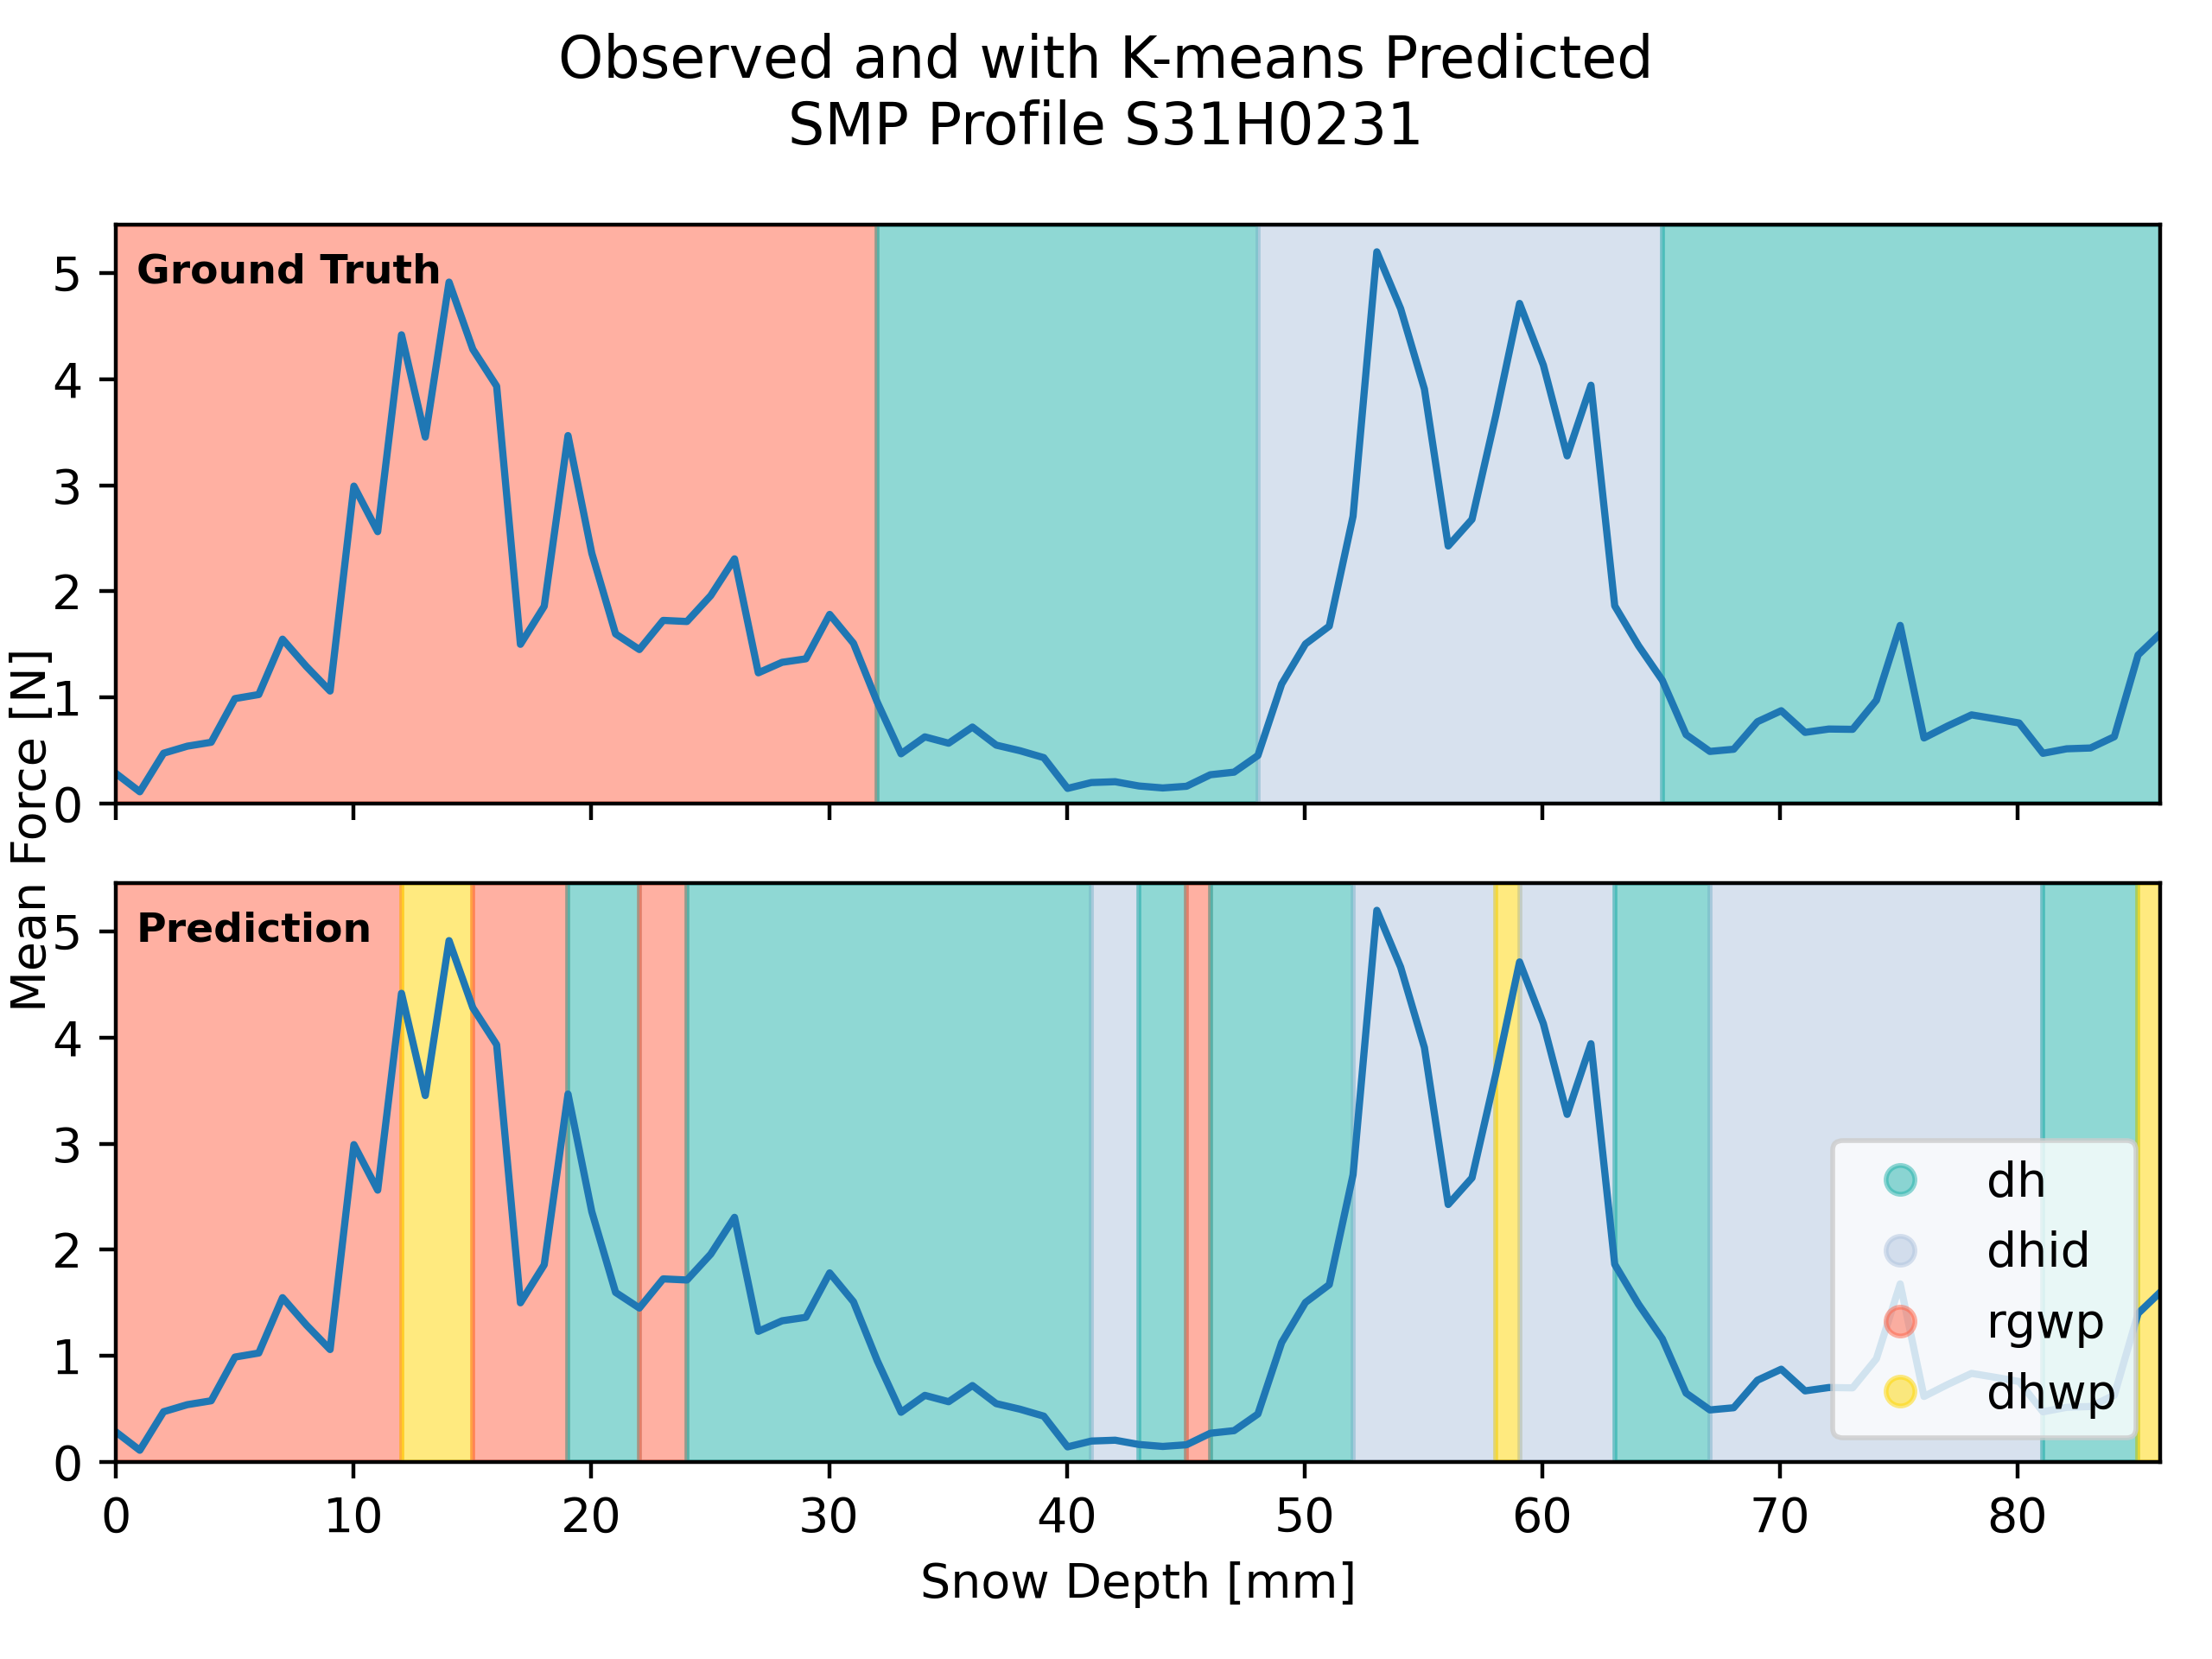 Observed and with K-means Predicted
SMP Profile S31H0231
Ground Truth
5
4
3
2
1
0
Mean Force [N]
Prediction
5
4
3
2
1
0
dh
dhid
rgwp
dhwp
0 10 20 30 40 50 60 70 80
Snow Depth [mm]